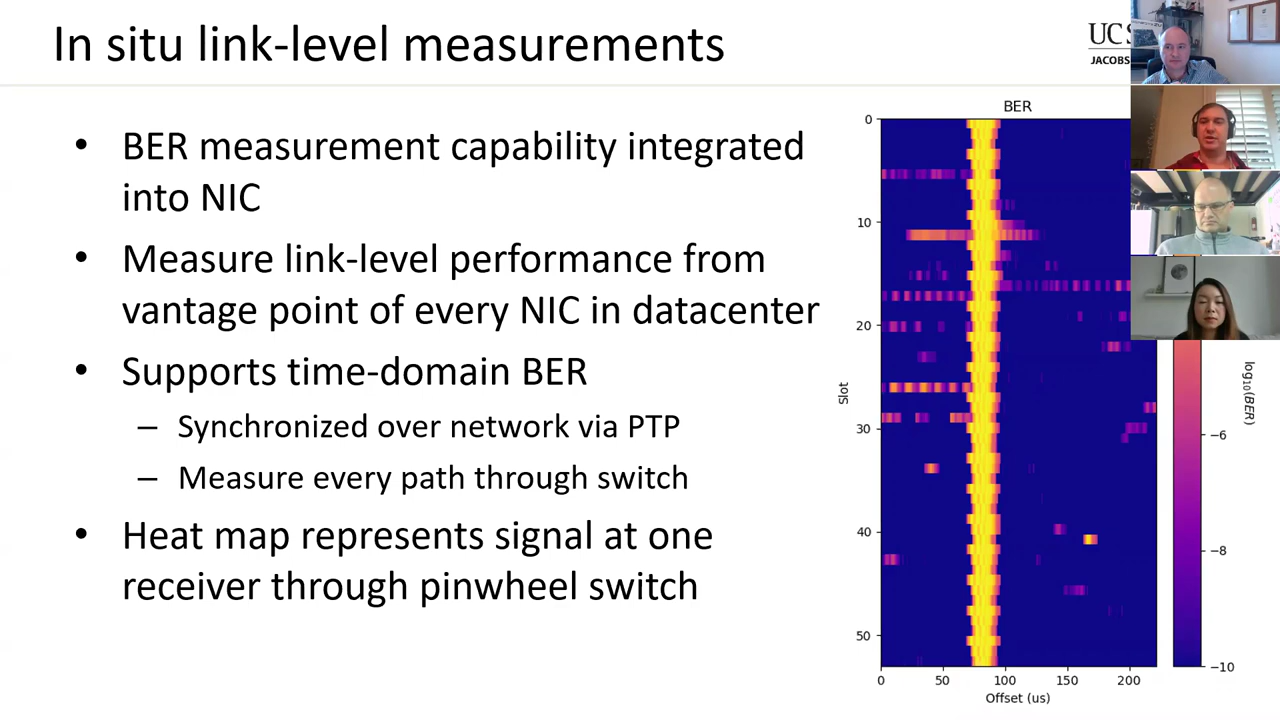 In situ link-level measurements
UCS
JACOBS
• BER measurement capability integrated
into NIC
• Measure link-level performance from
vantage point of every NIC in datacenter
• Supports time-domain BER
– Synchronized over network via PTP
– Measure every path through switch
• Heat map represents signal at one
receiver through pinwheel switch
BER
0
10
20
30
40
50
Slot
0 50 100 150 200
Offset (us)
−6
−8
−10
log₁₀(BER)